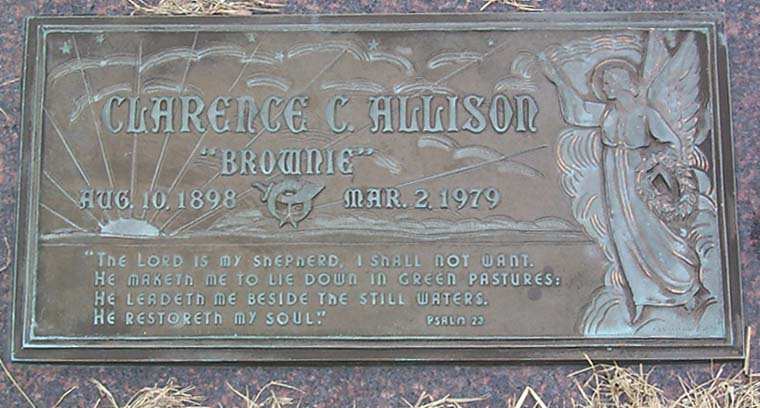 CLARENCE C. ALLISON
"BROWNIE"
AUG. 10, 1898 MAR. 2, 1979
"THE LORD IS MY SHEPHERD, I SHALL NOT WANT.
HE MAKETH ME TO LIE DOWN IN GREEN PASTURES:
HE LEADETH ME BESIDE THE STILL WATERS.
HE RESTORETH MY SOUL." PSALM 23